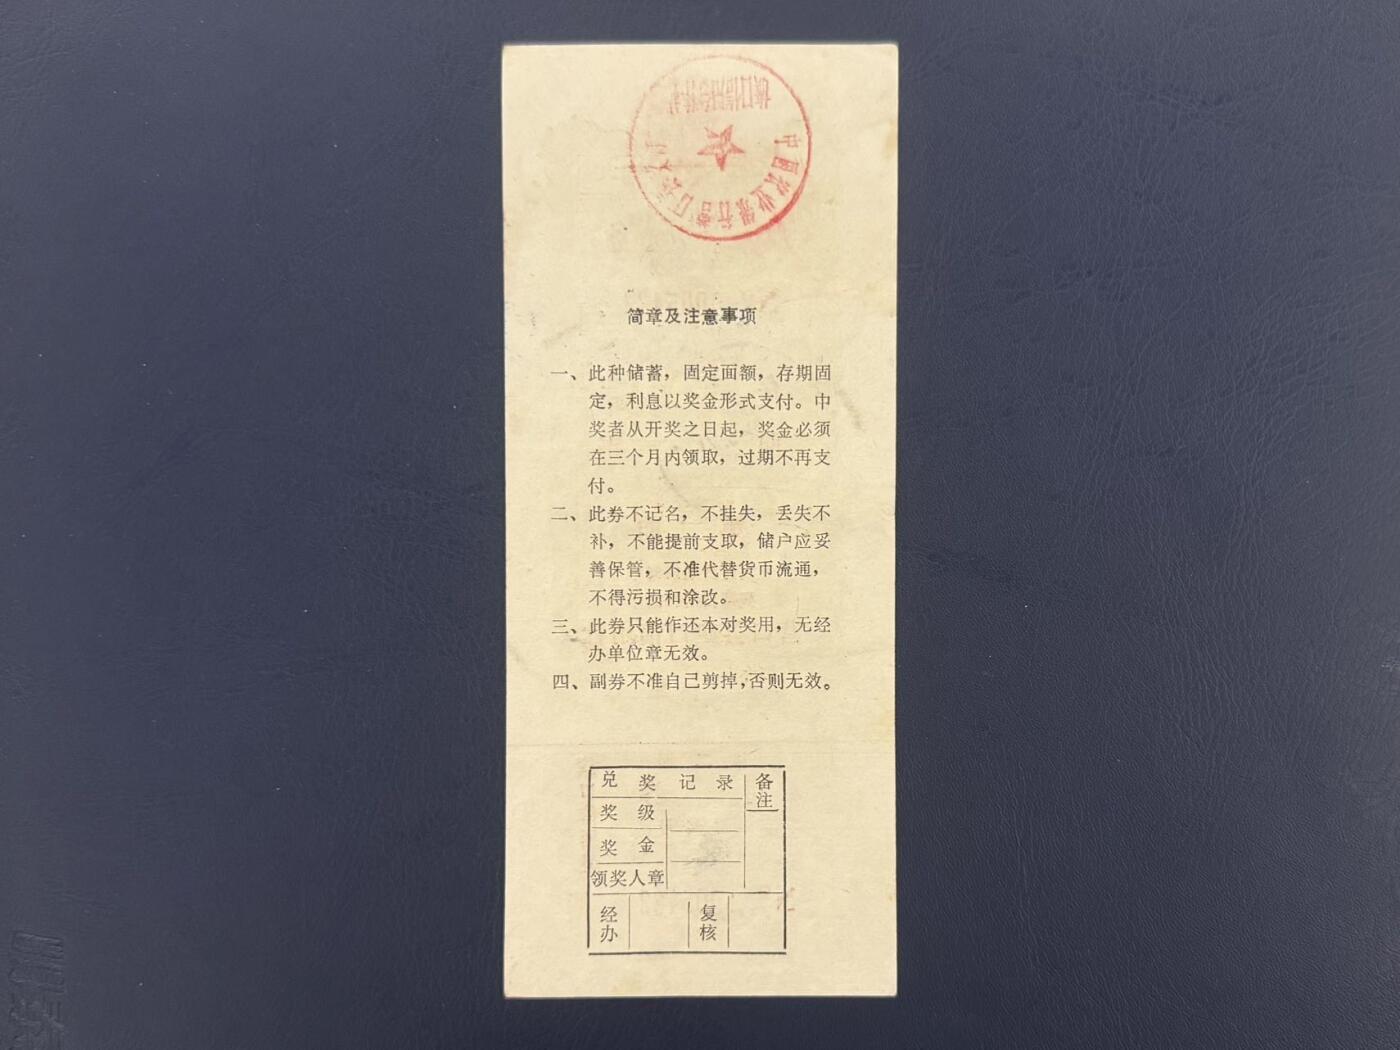 中国农业银行
简章及注意事项
一、此种储蓄，固定面额，存期固
定，利息以奖金形式支付。中
奖者从开奖之日起，奖金必须
在三个月内领取，过期不再支
付。
二、此券不记名，不挂失，丢失不
补，不能提前支取，储户应妥
善保管，不准代替货币流通，
不得污损和涂改。
三、此券只能作还本对奖用，无经
办单位章无效。
四、副券不准自己剪掉，否则无效。
兑奖记录 备注
奖级
奖金
领奖人章
经办 复核